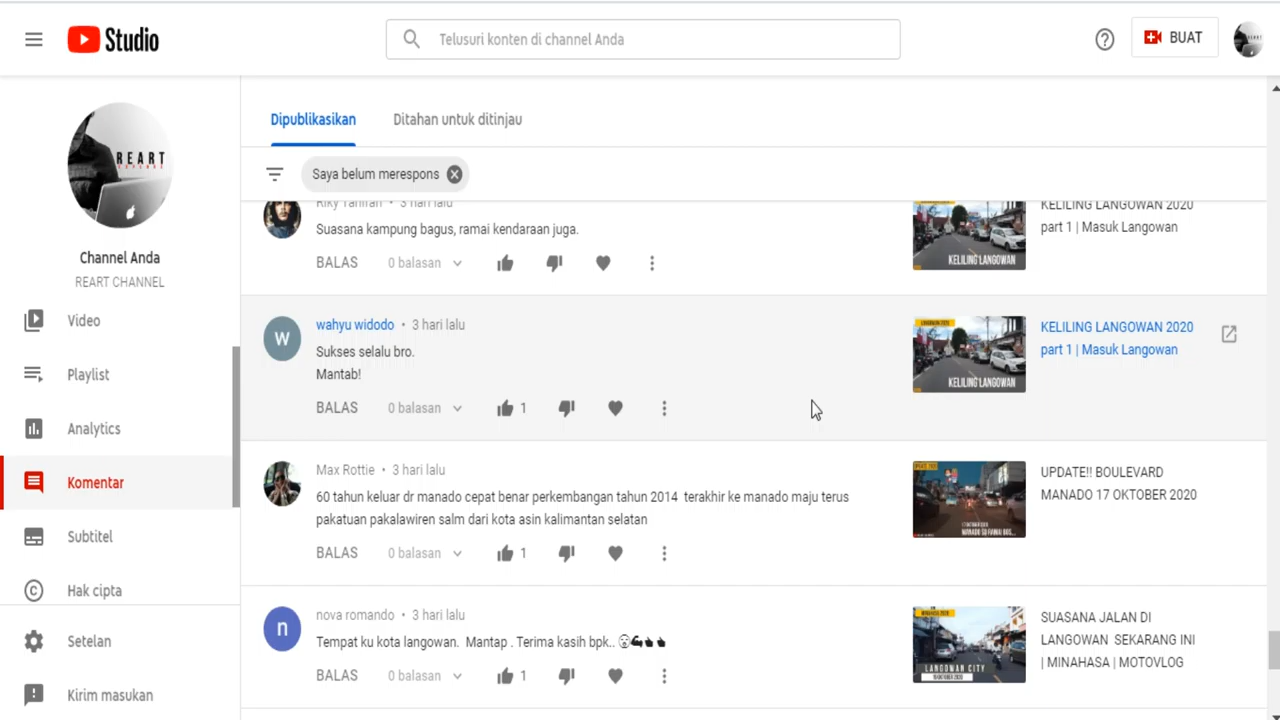 Studio
Telusuri konten di channel Anda
BUAT
REART
Channel Anda
REART CHANNEL
Video
Playlist
Analytics
Komentar
Subtitel
Hak cipta
Setelan
Kirim masukan
Dipublikasikan
Ditahan untuk ditinjau
Saya belum merespons
3 hari lalu
Suasana kampung bagus, ramai kendaraan juga.
BALAS 0 balasan
KELILING LANGOWAN
KELILING LANGOWAN 2020
part 1 | Masuk Langowan
W
wahyu widodo • 3 hari lalu
Sukses selalu bro.
Mantab!
BALAS 0 balasan 1
KELILING LANGOWAN
KELILING LANGOWAN 2020
part 1 | Masuk Langowan
Max Rottie • 3 hari lalu
60 tahun keluar dr manado cepat benar perkembangan tahun 2014 terakhir ke manado maju terus
pakatuan pakalawiren salm dari kota asin kalimantan selatan
BALAS 0 balasan 1
UPDATE!! BOULEVARD
MANADO 17 OKTOBER 2020
n
nova romando • 3 hari lalu
Tempat ku kota langowan. Mantap . Terima kasih bpk.. 😮💪👍👍
BALAS 0 balasan 1
LANGOWAN CITY
SUASANA JALAN DI
LANGOWAN SEKARANG INI
| MINAHASA | MOTOVLOG